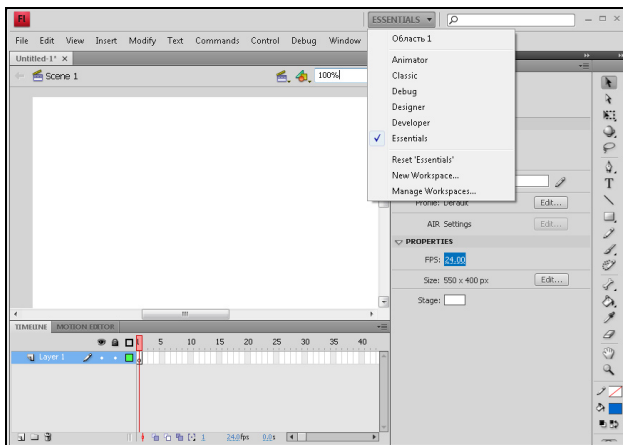 Fl ESSENTIALS
File Edit View Insert Modify Text Commands Control Debug Window
Untitled-1* ×
Scene 1 100%
Область 1
Animator
Classic
Debug
Designer
Developer
Essentials
Reset 'Essentials'
New Workspace...
Manage Workspaces...
Profile: Default Edit...
AIR Settings Edit...
PROPERTIES
FPS: 24.00
Size: 550 x 400 px Edit...
Stage:
T
TIMELINE MOTION EDITOR
5 10 15 20 25 30 35 40
Layer 1
1 24.0fps 0.0s